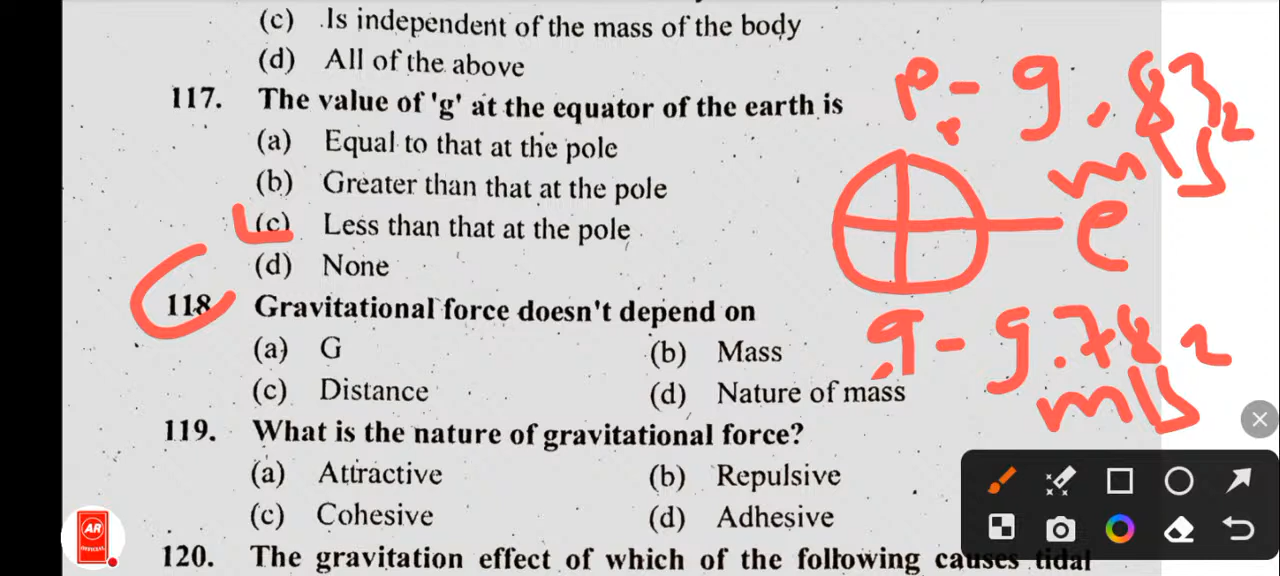 (c) .Is independent of the mass of the body
(d) All of the above
117. The value of 'g' at the equator of the earth is
(a) Equal to that at the pole
(b) Greater than that at the pole
(c) Less than that at the pole
(d) None
118. Gravitational force doesn't depend on
(a) G (b) Mass
(c) Distance (d) Nature of mass
119. What is the nature of gravitational force?
(a) Attractive (b) Repulsive
(c) Cohesive (d) Adhesive
120. The gravitation effect of which of the following causes tidal
P - 9.83
m/s2
e
9.78
m/s2
AR
OFFICIAL